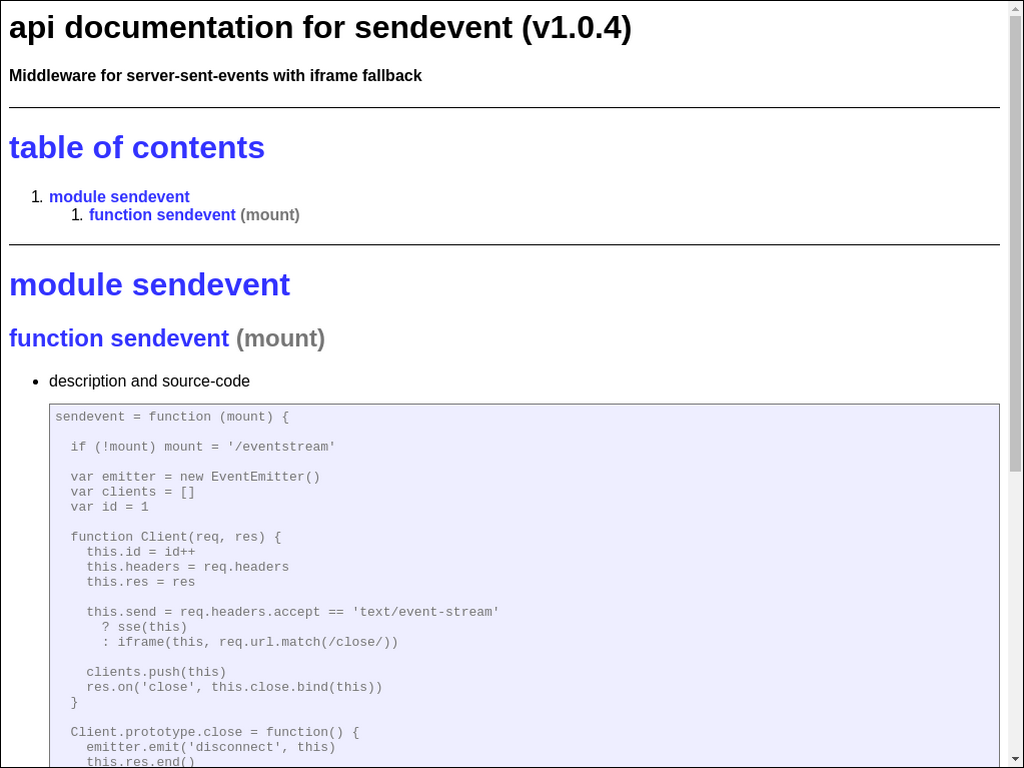 api documentation for sendevent (v1.0.4)
Middleware for server-sent-events with iframe fallback
table of contents
1. module sendevent
1. function sendevent (mount)
module sendevent
function sendevent (mount)
• description and source-code
sendevent = function (mount) {
if (!mount) mount = '/eventstream'
var emitter = new EventEmitter()
var clients = []
var id = 1
function Client(req, res) {
this.id = id++
this.headers = req.headers
this.res = res
this.send = req.headers.accept == 'text/event-stream'
? sse(this)
: iframe(this, req.url.match(/close/))
clients.push(this)
res.on('close', this.close.bind(this))
}
Client.prototype.close = function() {
emitter.emit('disconnect', this)
this.res.end()